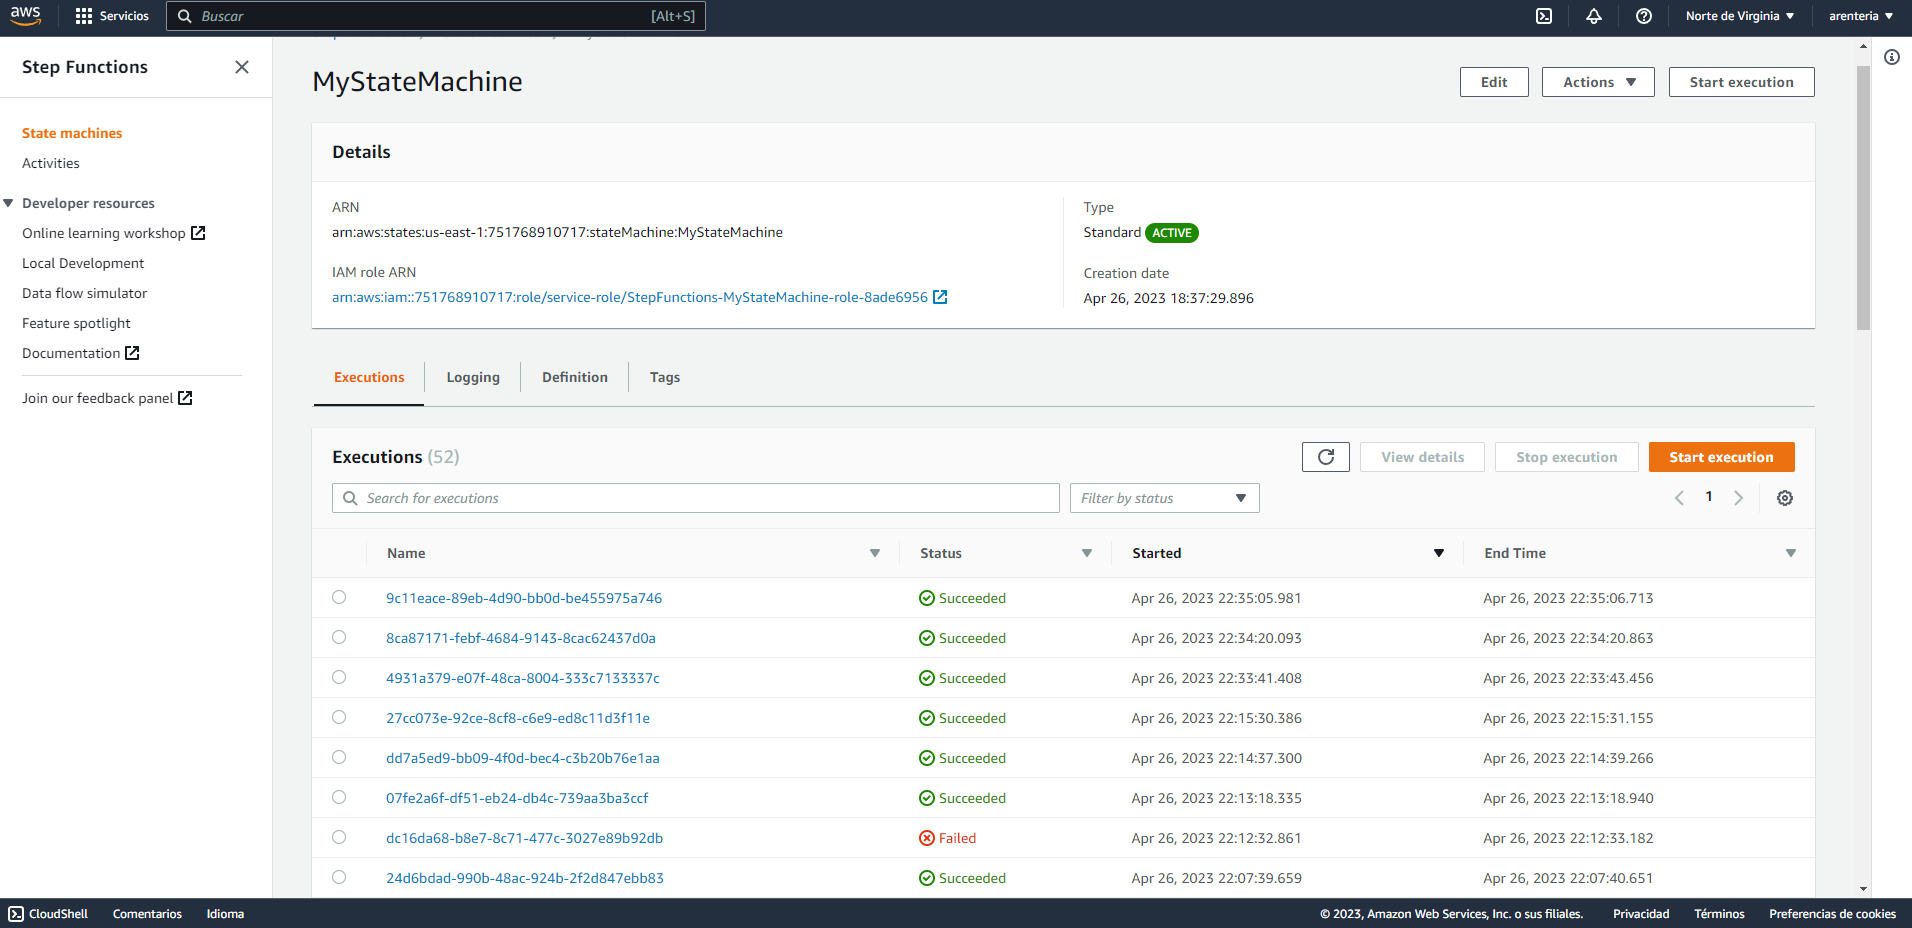 aws Servicios Buscar [Alt+S] Norte de Virginia arenteria
Step Functions
State machines
Activities
Developer resources
Online learning workshop
Local Development
Data flow simulator
Feature spotlight
Documentation
Join our feedback panel
MyStateMachine
Edit Actions Start execution
Details
ARN
arn:aws:states:us-east-1:751768910717:stateMachine:MyStateMachine
IAM role ARN
arn:aws:iam::751768910717:role/service-role/StepFunctions-MyStateMachine-role-8ade6956
Type
Standard ACTIVE
Creation date
Apr 26, 2023 18:37:29.896
Executions Logging Definition Tags
Executions (52) View details Stop execution Start execution
Search for executions Filter by status 1
Name Status Started End Time
9c11eace-89eb-4d90-bb0d-be455975a746 Succeeded Apr 26, 2023 22:35:05.981 Apr 26, 2023 22:35:06.713
8ca87171-febf-4684-9143-8cac62437d0a Succeeded Apr 26, 2023 22:34:20.093 Apr 26, 2023 22:34:20.863
4931a379-e07f-48ca-8004-333c7133337c Succeeded Apr 26, 2023 22:33:41.408 Apr 26, 2023 22:33:43.456
27cc073e-92ce-8cf8-c6e9-ed8c11d3f11e Succeeded Apr 26, 2023 22:15:30.386 Apr 26, 2023 22:15:31.155
dd7a5ed9-bb09-4f0d-bec4-c3b20b76e1aa Succeeded Apr 26, 2023 22:14:37.300 Apr 26, 2023 22:14:39.266
07fe2a6f-df51-eb24-db4c-739aa3ba3ccf Succeeded Apr 26, 2023 22:13:18.335 Apr 26, 2023 22:13:18.940
dc16da68-b8e7-8c71-477c-3027e89b92db Failed Apr 26, 2023 22:12:32.861 Apr 26, 2023 22:12:33.182
24d6bdad-990b-48ac-924b-2f2d847ebb83 Succeeded Apr 26, 2023 22:07:39.659 Apr 26, 2023 22:07:40.651
CloudShell Comentarios Idioma © 2023, Amazon Web Services, Inc. o sus filiales. Privacidad Términos Preferencias de cookies